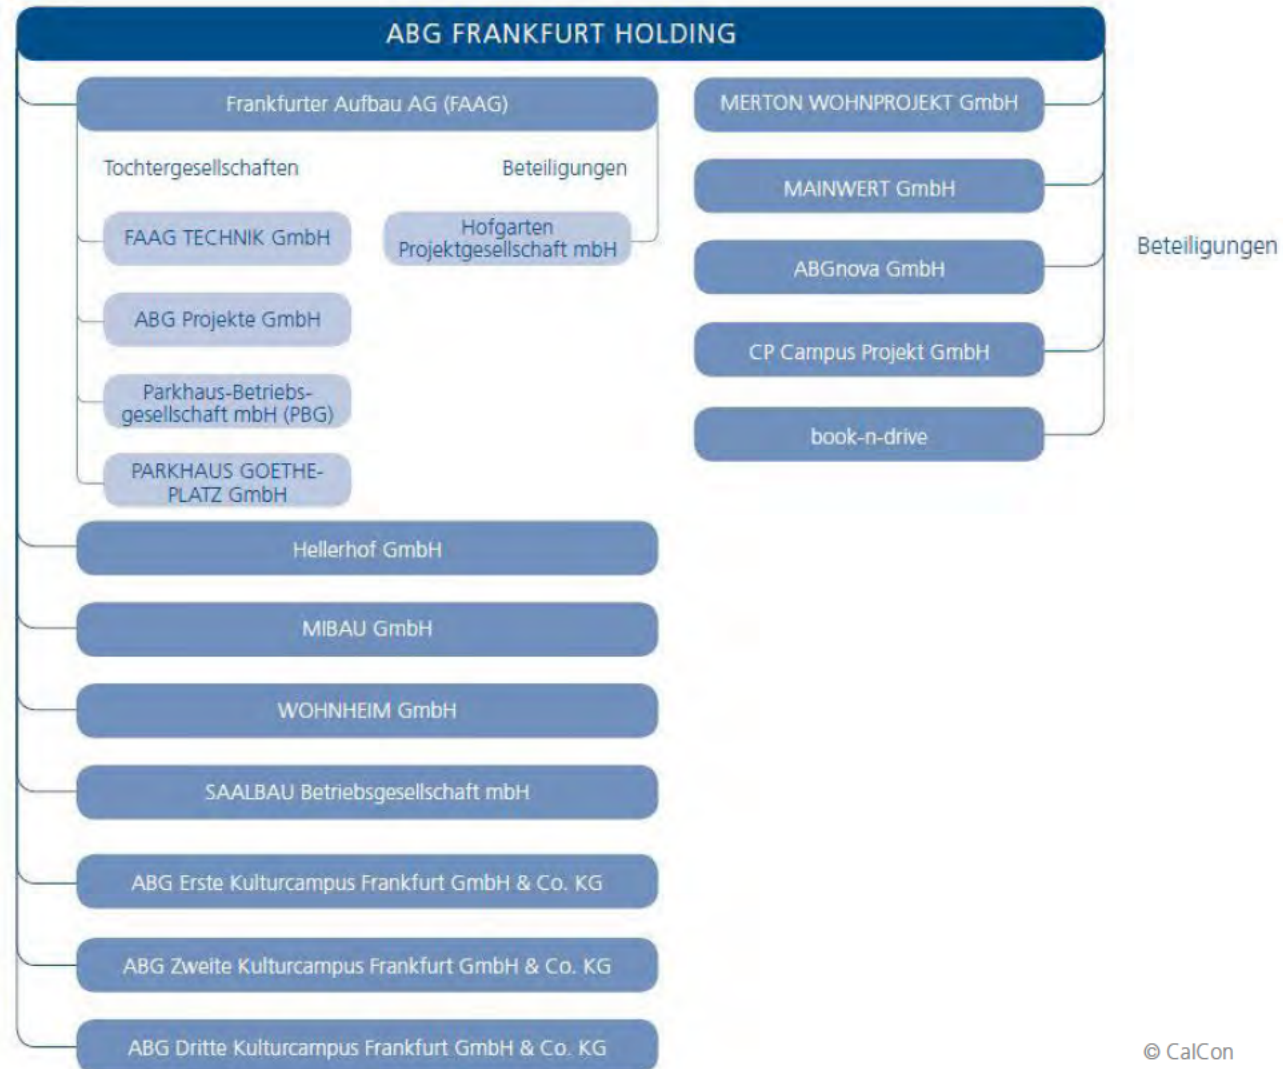 ABG FRANKFURT HOLDING
Frankfurter Aufbau AG (FAAG)
Tochtergesellschaften
Beteiligungen
FAAG TECHNIK GmbH
Hofgarten
Projektgesellschaft mbH
ABG Projekte GmbH
Parkhaus-Betriebs-
gesellschaft mbH (PBG)
PARKHAUS GOETHE-
PLATZ GmbH
Hellerhof GmbH
MIBAU GmbH
WOHNHEIM GmbH
SAALBAU Betriebsgesellschaft mbH
ABG Erste Kulturcampus Frankfurt GmbH & Co. KG
ABG Zweite Kulturcampus Frankfurt GmbH & Co. KG
ABG Dritte Kulturcampus Frankfurt GmbH & Co. KG
MERTON WOHNPROJEKT GmbH
MAINWERT GmbH
ABGnova GmbH
CP Campus Projekt GmbH
book-n-drive
Beteiligungen
© CalCon